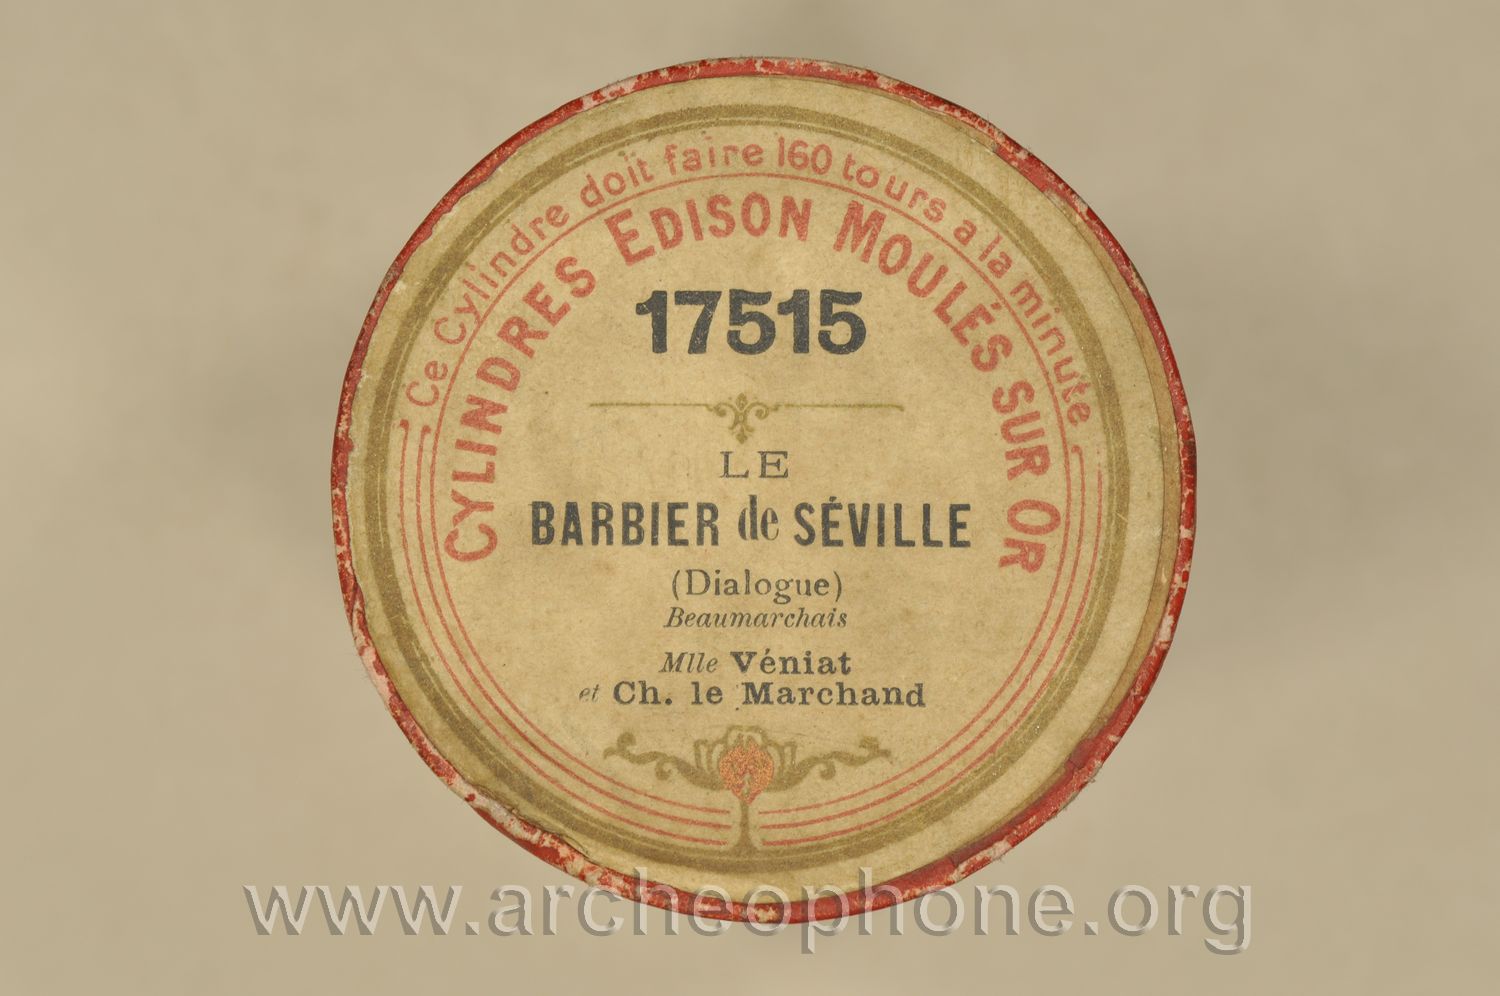 Ce Cylindre doit faire 160 tours a la minute
CYLINDRES EDISON MOULÉS SUR OR
17515
LE
BARBIER de SÉVILLE
(Dialogue)
Beaumarchais
Mlle Véniat
et Ch. le Marchand
www.archeophone.org